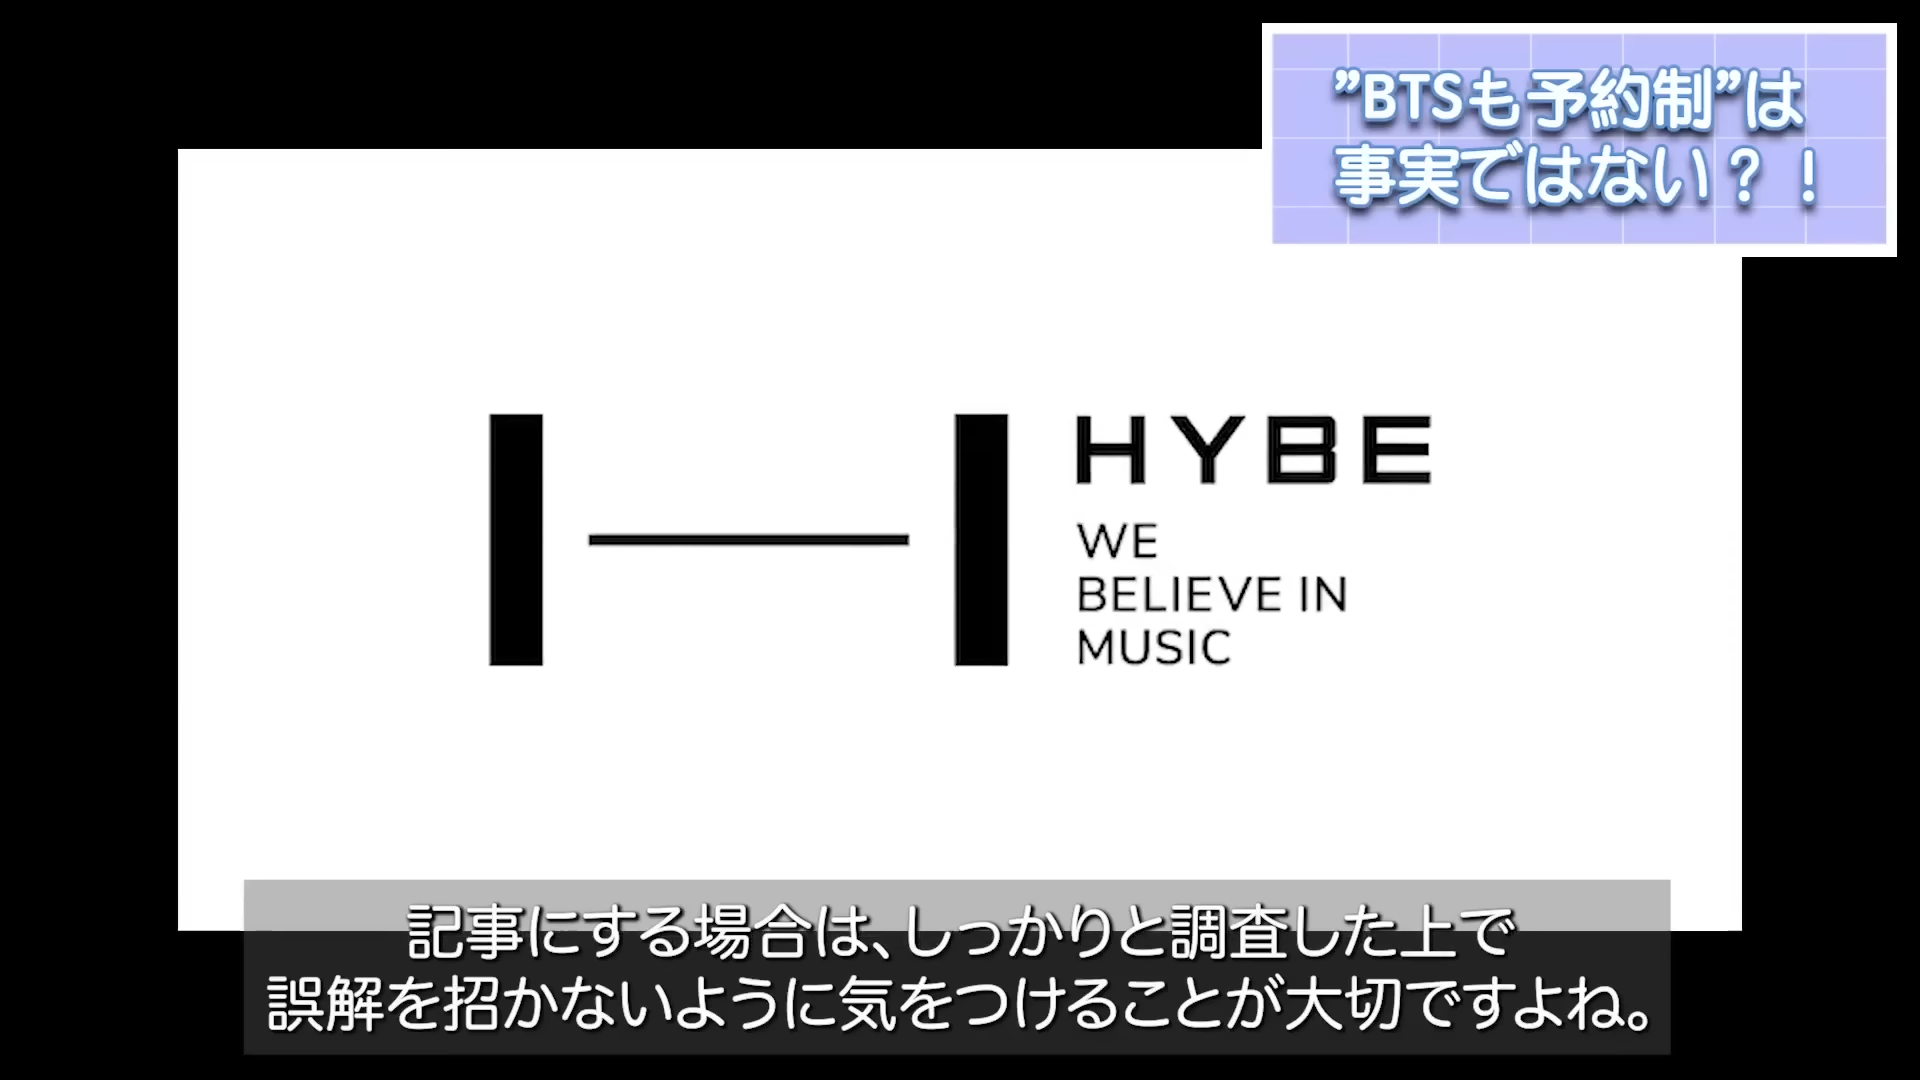 ”BTSも予約制”は
事実ではない？！
HYBE
WE
BELIEVE IN
MUSIC
記事にする場合は、しっかりと調査した上で
誤解を招かないように気をつけることが大切ですよね。